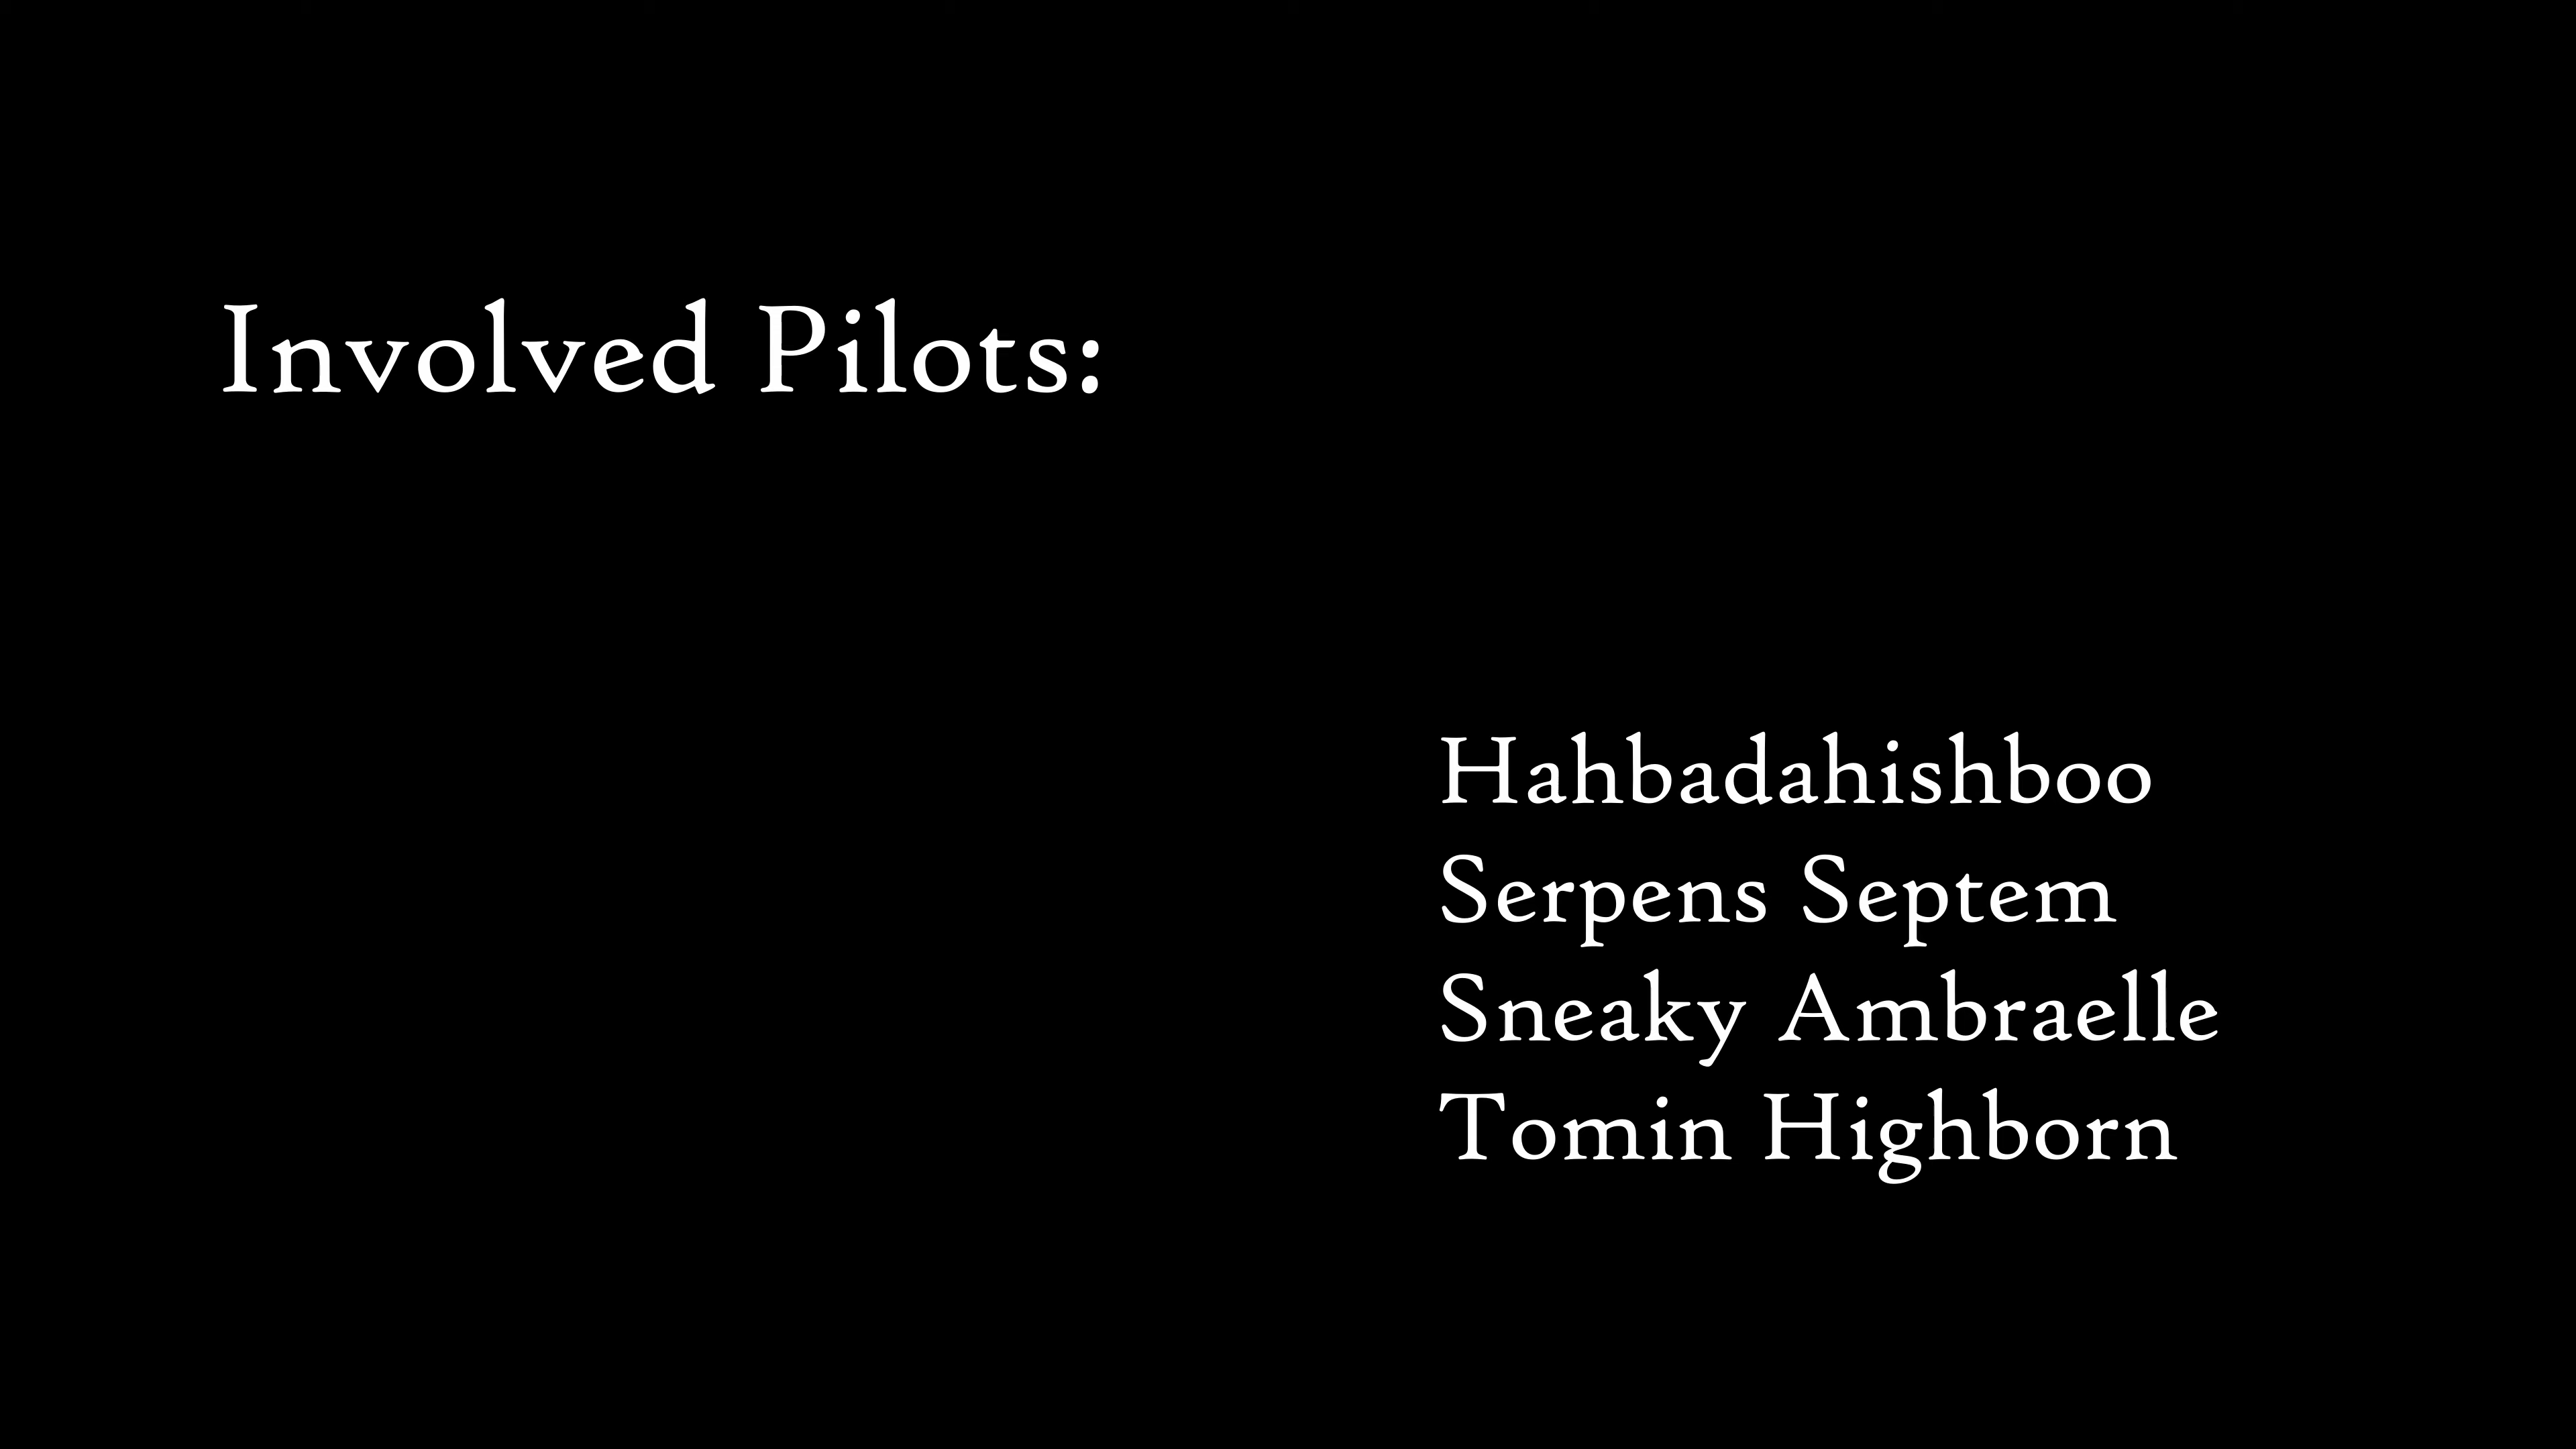 Involved Pilots:
Hahbadahishboo
Serpens Septem
Sneaky Ambraelle
Tomin Highborn